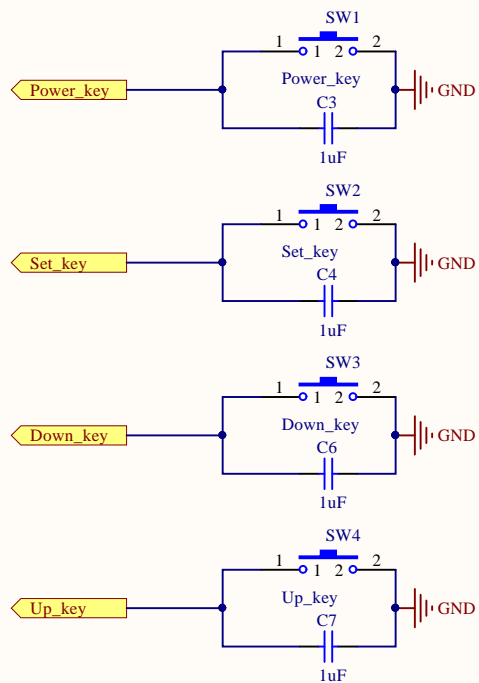 SW1
1 2
1 2
Power_key
Power_key
GND
C3
1uF
SW2
1 2
1 2
Set_key
Set_key
GND
C4
1uF
SW3
1 2
1 2
Down_key
Down_key
GND
C6
1uF
SW4
1 2
1 2
Up_key
Up_key
GND
C7
1uF